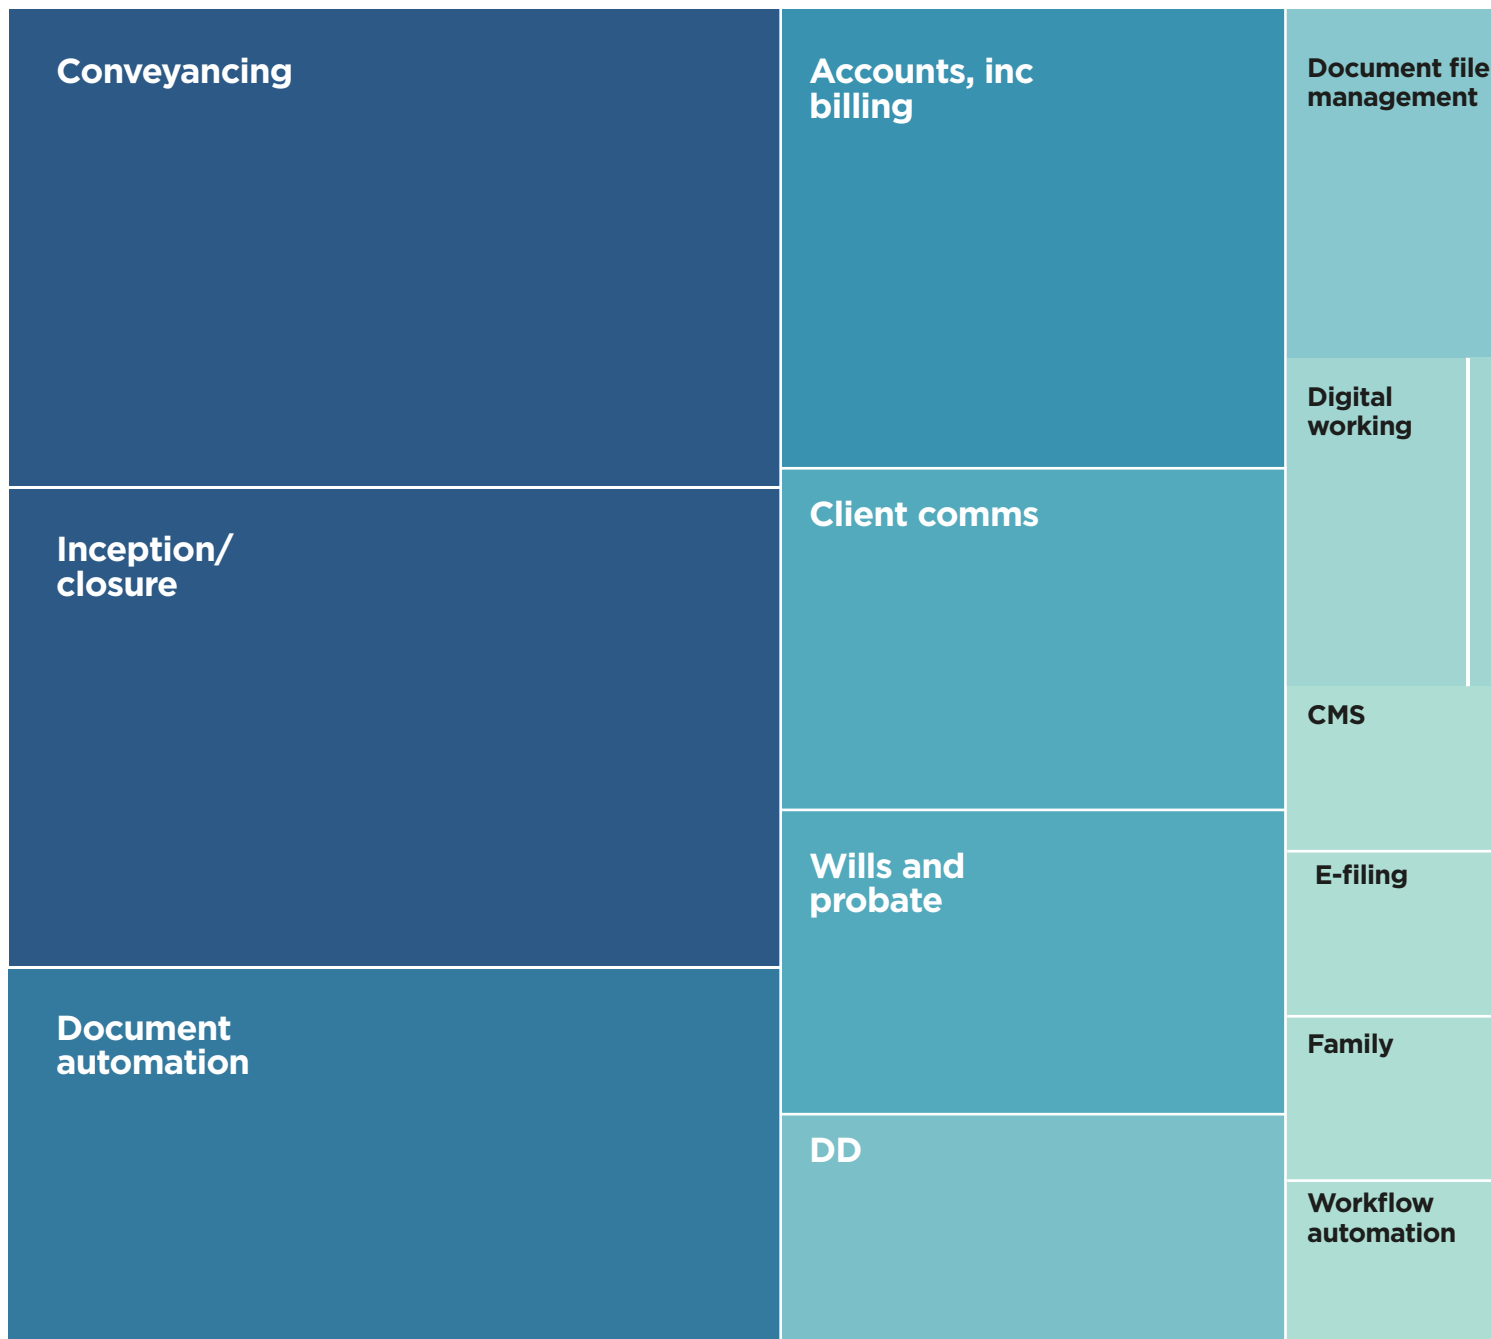 Conveyancing
Inception/
closure
Document
automation
Accounts, inc
billing
Client comms
Wills and
probate
DD
Document file
management
Digital
working
CMS
E-filing
Family
Workflow
automation